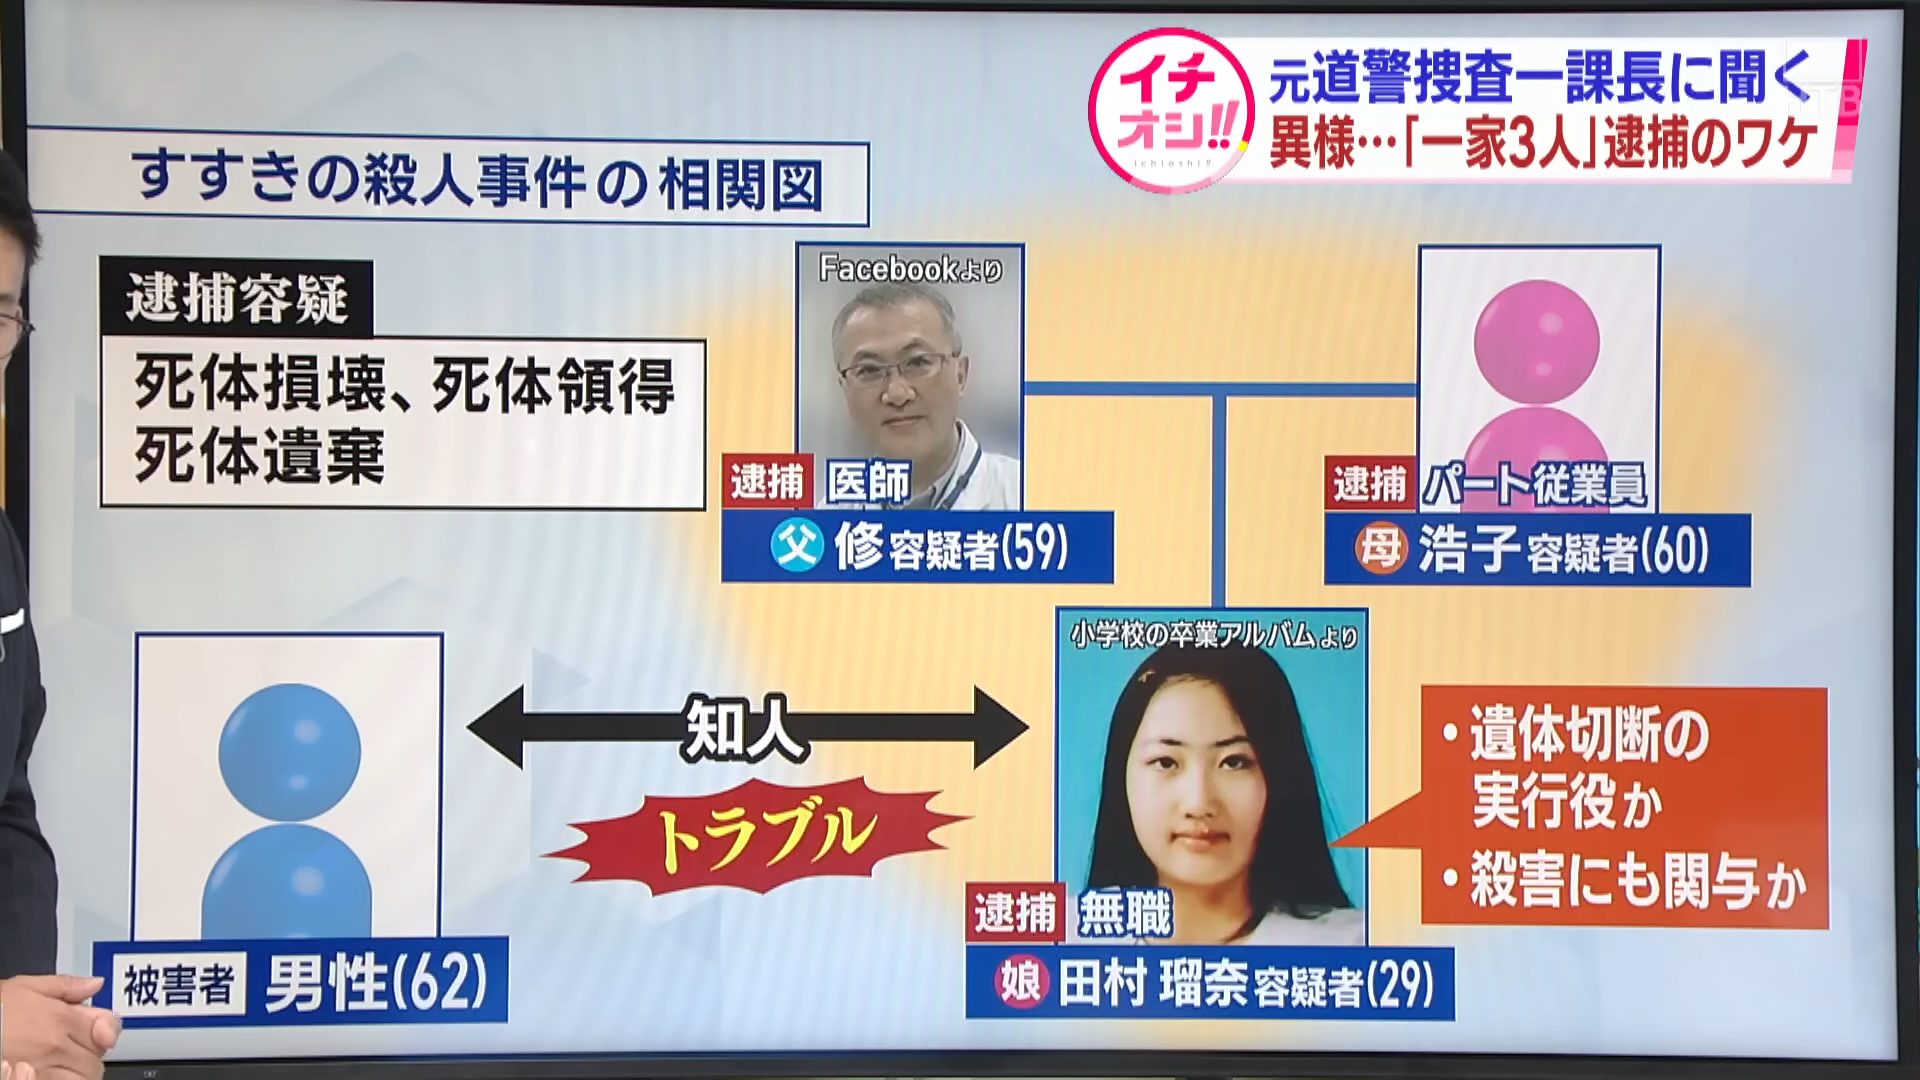 イチオシ!!
ichioshi!!
元道警捜査一課長に聞く
異様…「一家3人」逮捕のワケ
すすきの殺人事件の相関図
逮捕容疑
死体損壊、死体領得
死体遺棄
Facebookより
逮捕 医師
父 修容疑者(59)
逮捕 パート従業員
母 浩子容疑者(60)
知人
トラブル
被害者 男性(62)
小学校の卒業アルバムより
逮捕 無職
娘 田村 瑠奈容疑者(29)
・遺体切断の
実行役か
・殺害にも関与か